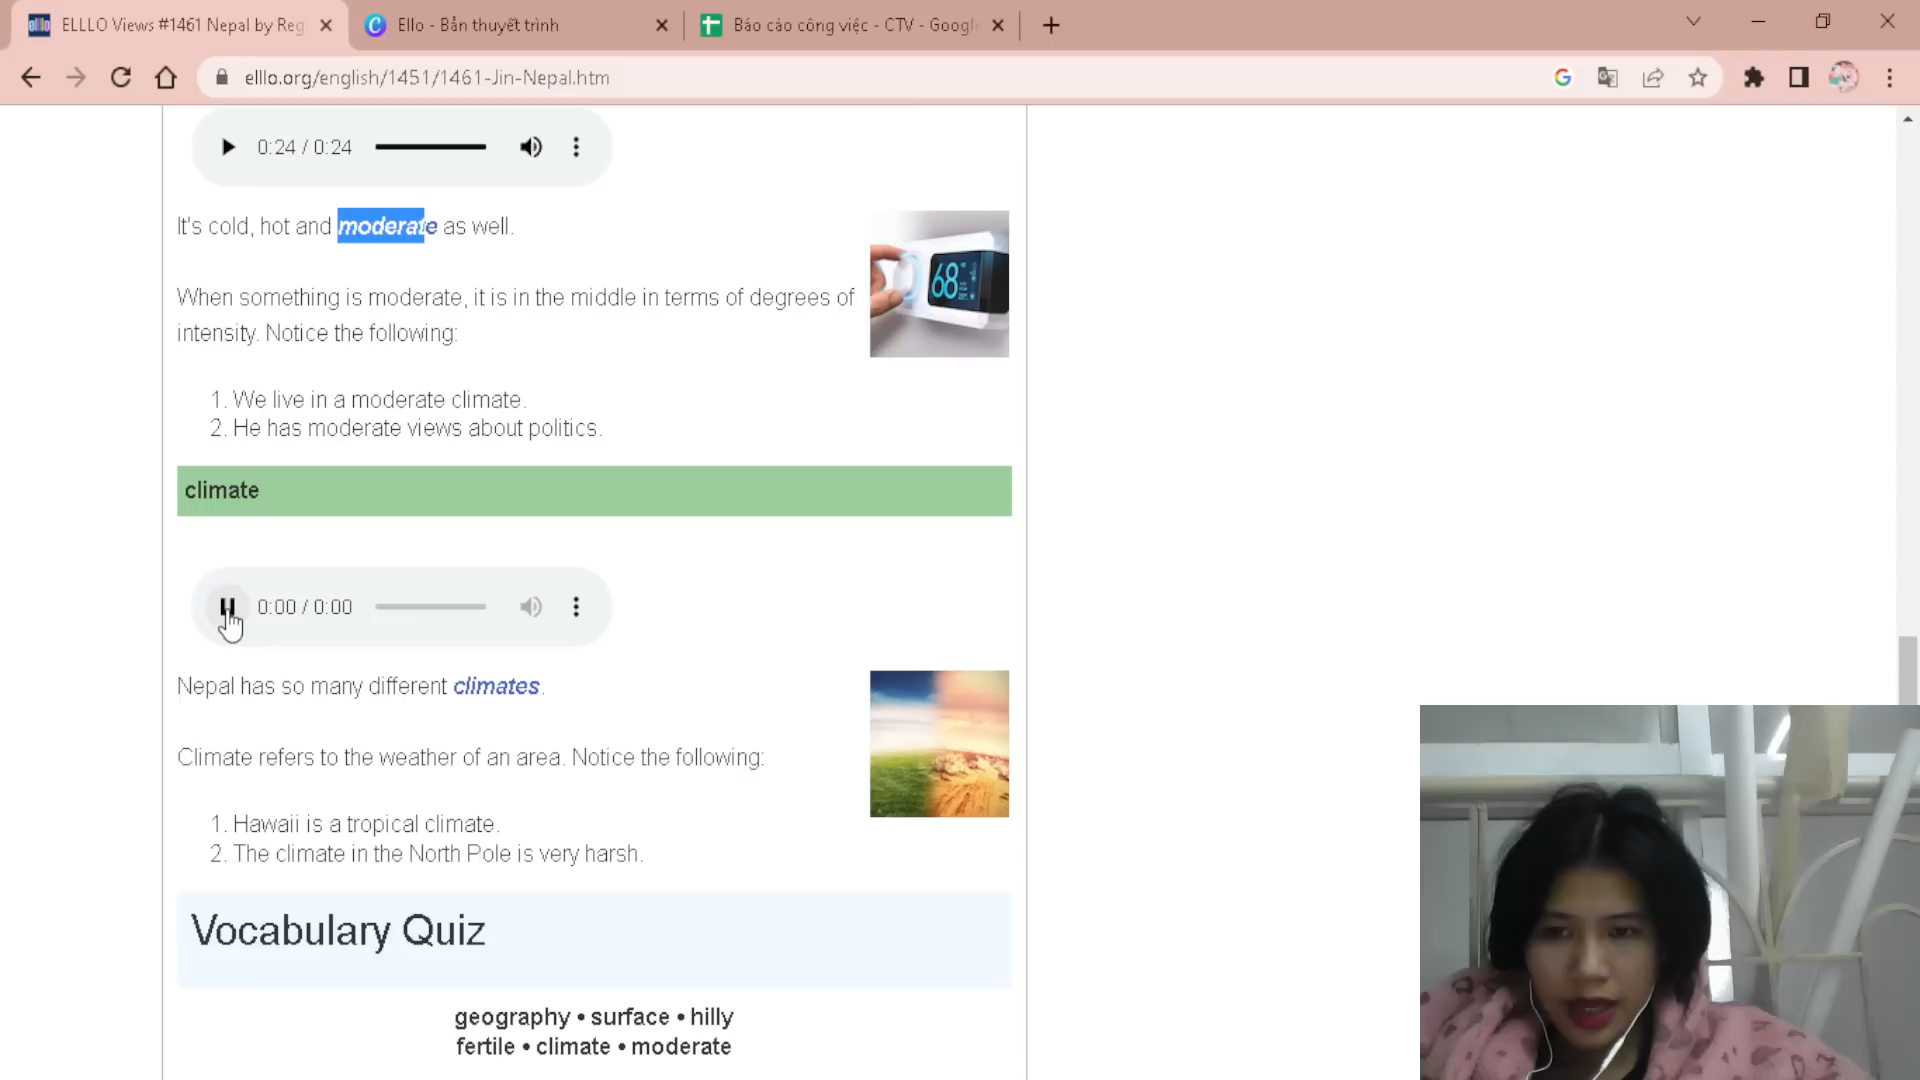 ELLLO Views #1461 Nepal by Reg
Ello - Bản thuyết trình
Báo cáo công việc - CTV - Googl
elllo.org/english/1451/1461-Jin-Nepal.htm
0:24 / 0:24
It's cold, hot and moderate as well.
When something is moderate, it is in the middle in terms of degrees of
intensity. Notice the following:
1. We live in a moderate climate.
2. He has moderate views about politics.
68
climate
0:00 / 0:00
Nepal has so many different climates.
Climate refers to the weather of an area. Notice the following:
1. Hawaii is a tropical climate.
2. The climate in the North Pole is very harsh.
Vocabulary Quiz
geography • surface • hilly
fertile • climate • moderate